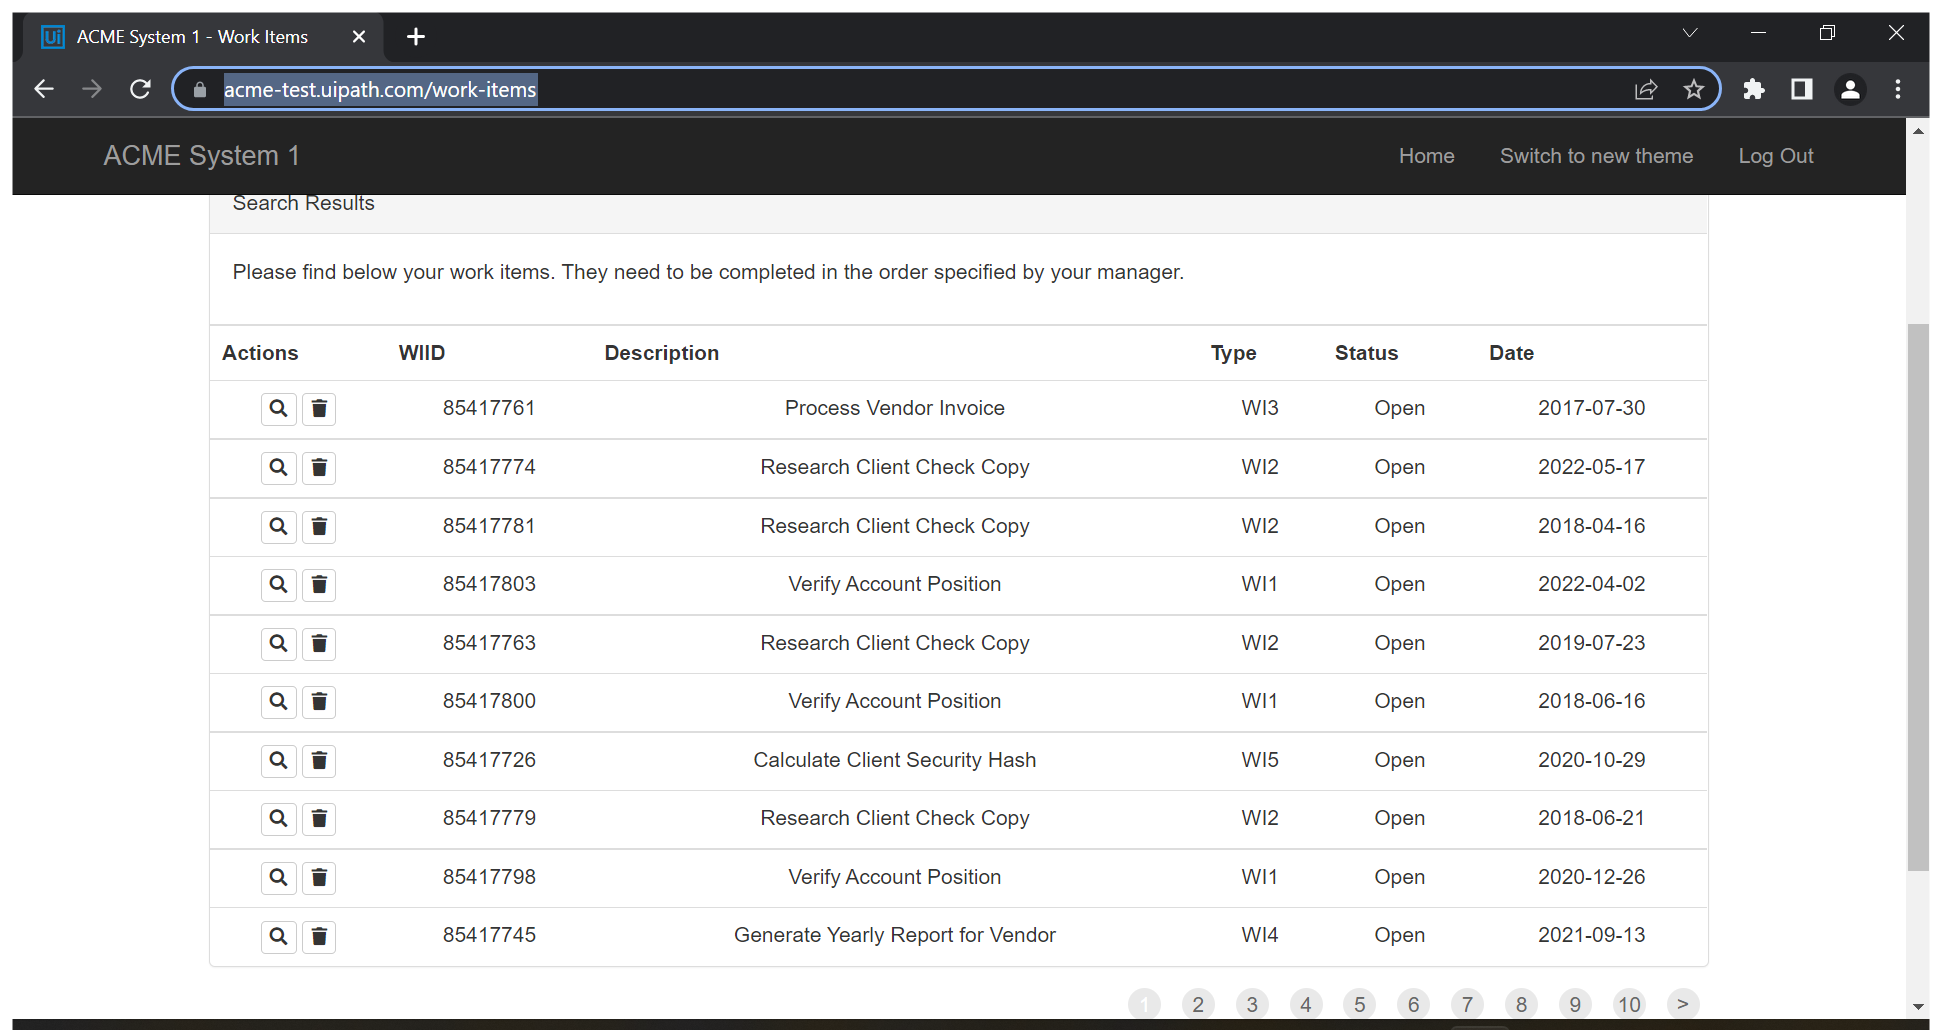 Ui ACME System 1 - Work Items
acme-test.uipath.com/work-items
ACME System 1 Home Switch to new theme Log Out
Search Results
Please find below your work items. They need to be completed in the order specified by your manager.
Actions WIID Description Type Status Date
85417761 Process Vendor Invoice WI3 Open 2017-07-30
85417774 Research Client Check Copy WI2 Open 2022-05-17
85417781 Research Client Check Copy WI2 Open 2018-04-16
85417803 Verify Account Position WI1 Open 2022-04-02
85417763 Research Client Check Copy WI2 Open 2019-07-23
85417800 Verify Account Position WI1 Open 2018-06-16
85417726 Calculate Client Security Hash WI5 Open 2020-10-29
85417779 Research Client Check Copy WI2 Open 2018-06-21
85417798 Verify Account Position WI1 Open 2020-12-26
85417745 Generate Yearly Report for Vendor WI4 Open 2021-09-13
1 2 3 4 5 6 7 8 9 10 >